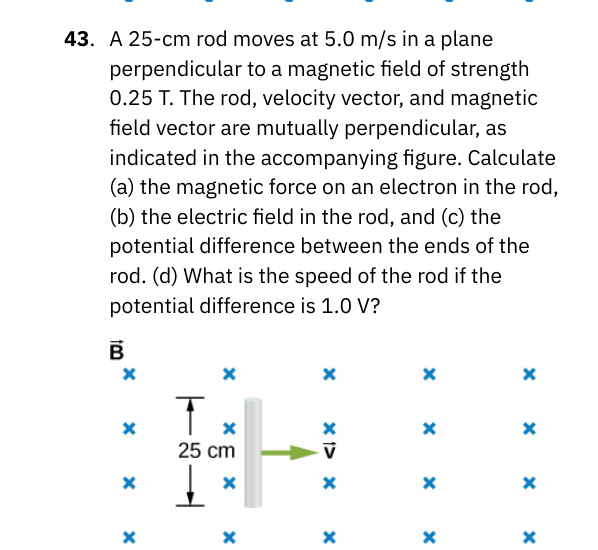 43. A 25-cm rod moves at 5.0 m/s in a plane
perpendicular to a magnetic field of strength
0.25 T. The rod, velocity vector, and magnetic
field vector are mutually perpendicular, as
indicated in the accompanying figure. Calculate
(a) the magnetic force on an electron in the rod,
(b) the electric field in the rod, and (c) the
potential difference between the ends of the
rod. (d) What is the speed of the rod if the
potential difference is 1.0 V?
B⃗
25 cm
v⃗